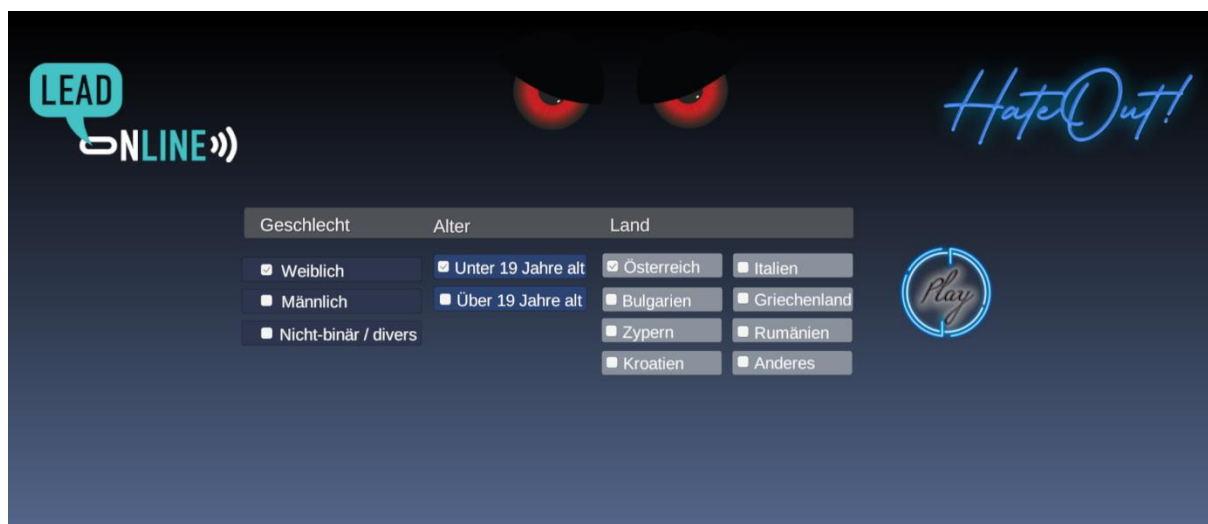 LEAD
ONLINE
HateOut!
Geschlecht Alter Land
Weiblich Unter 19 Jahre alt Österreich Italien
Männlich Über 19 Jahre alt Bulgarien Griechenland
Nicht-binär / divers Zypern Rumänien
Kroatien Anderes
Play